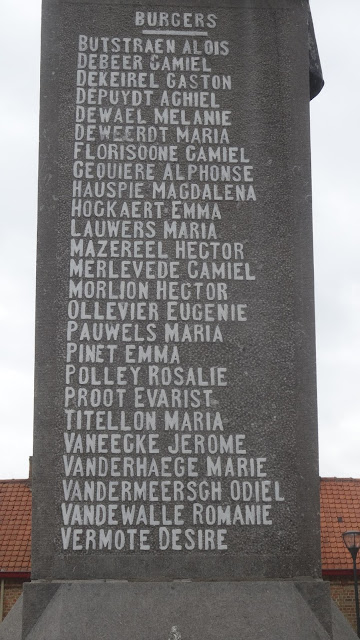 BURGERS
BUTSTRAEN ALOIS
DEBEER CAMIEL
DEKEIREL GASTON
DEPUYDT ACHIEL
DEWAEL MELANIE
DEWEERDT MARIA
FLORISOONE CAMIEL
GEQUIERE ALPHONSE
HAUSPIE MAGDALENA
HOCKAERT EMMA
LAUWERS MARIA
MAZEREEL HECTOR
MERLEVEDE CAMIEL
MORLION HECTOR
OLLEVIER EUGENIE
PAUWELS MARIA
PINET EMMA
POLLEY ROSALIE
PROOT EVARIST
TITELLON MARIA
VANEECKE JEROME
VANDERHAEGE MARIE
VANDERMEERSCH ODIEL
VANDEWALLE ROMANIE
VERMOTE DESIRE